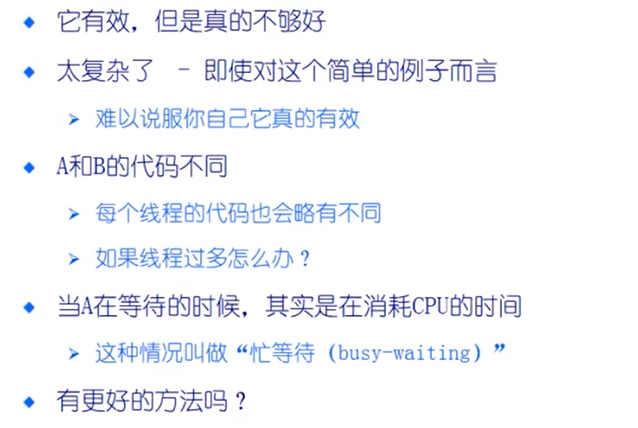 它有效，但是真的不够好
太复杂了 - 即使对这个简单的例子而言
难以说服你自己它真的有效
A和B的代码不同
每个线程的代码也会略有不同
如果线程过多怎么办？
当A在等待的时候，其实是在消耗CPU的时间
这种情况叫做“忙等待（busy-waiting）”
有更好的方法吗？